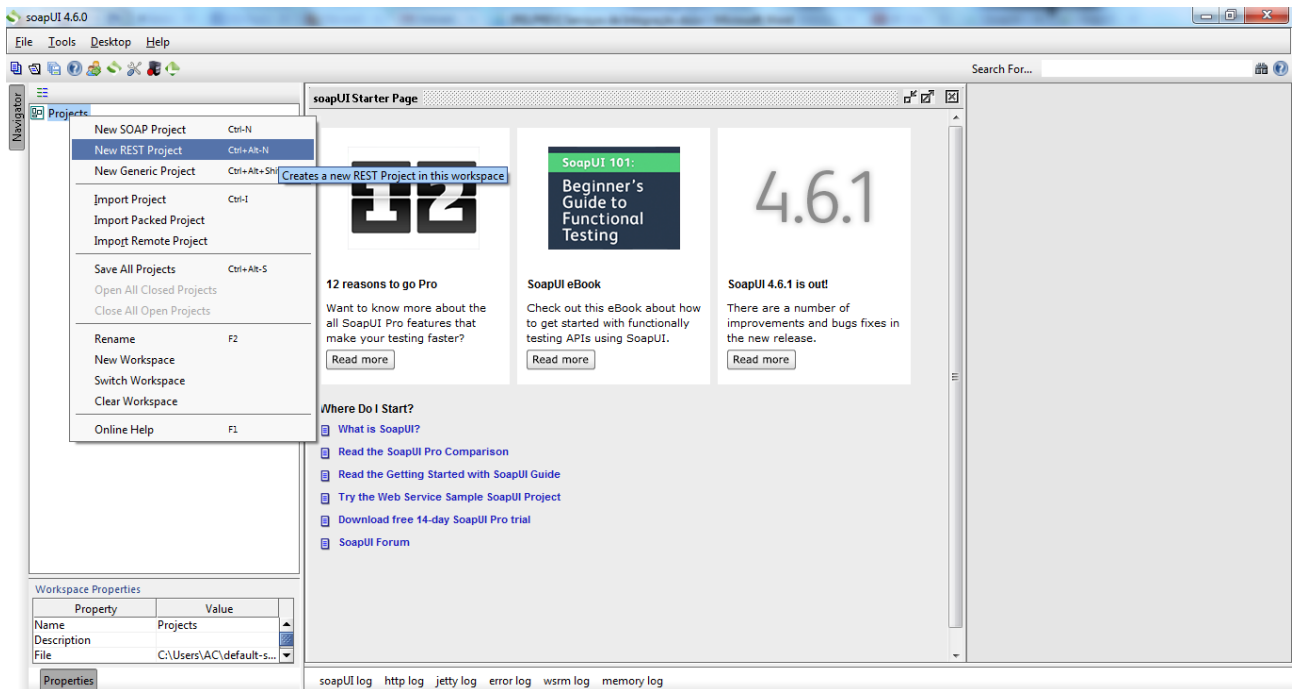 soapUI 4.6.0
File Tools Desktop Help
Search For...
Navigator
Projects
New SOAP Project Ctrl-N
New REST Project Ctrl+Alt-N
New Generic Project Ctrl+Alt+Shi
Creates a new REST Project in this workspace
Import Project Ctrl-I
Import Packed Project
Import Remote Project
Save All Projects Ctrl+Alt-S
Open All Closed Projects
Close All Open Projects
Rename F2
New Workspace
Switch Workspace
Clear Workspace
Online Help F1
soapUI Starter Page
12
SoapUI 101:
Beginner's
Guide to
Functional
Testing
4.6.1
12 reasons to go Pro
Want to know more about the
all SoapUI Pro features that
make your testing faster?
Read more
SoapUI eBook
Check out this eBook about how
to get started with functionally
testing APIs using SoapUI.
Read more
SoapUI 4.6.1 is out!
There are a number of
improvements and bugs fixes in
the new release.
Read more
Where Do I Start?
What is SoapUI?
Read the SoapUI Pro Comparison
Read the Getting Started with SoapUI Guide
Try the Web Service Sample SoapUI Project
Download free 14-day SoapUI Pro trial
SoapUI Forum
Workspace Properties
Property Value
Name Projects
Description
File C:\Users\AC\default-s...
Properties
soapUI log http log jetty log error log wsrm log memory log